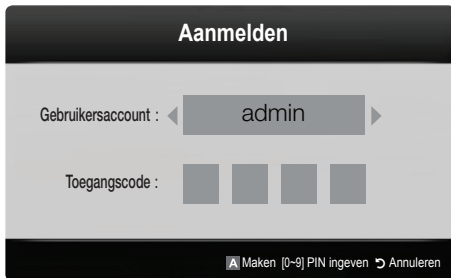 Aanmelden
Gebruikersaccount : admin
Toegangscode :
A Maken [0~9] PIN ingeven Annuleren